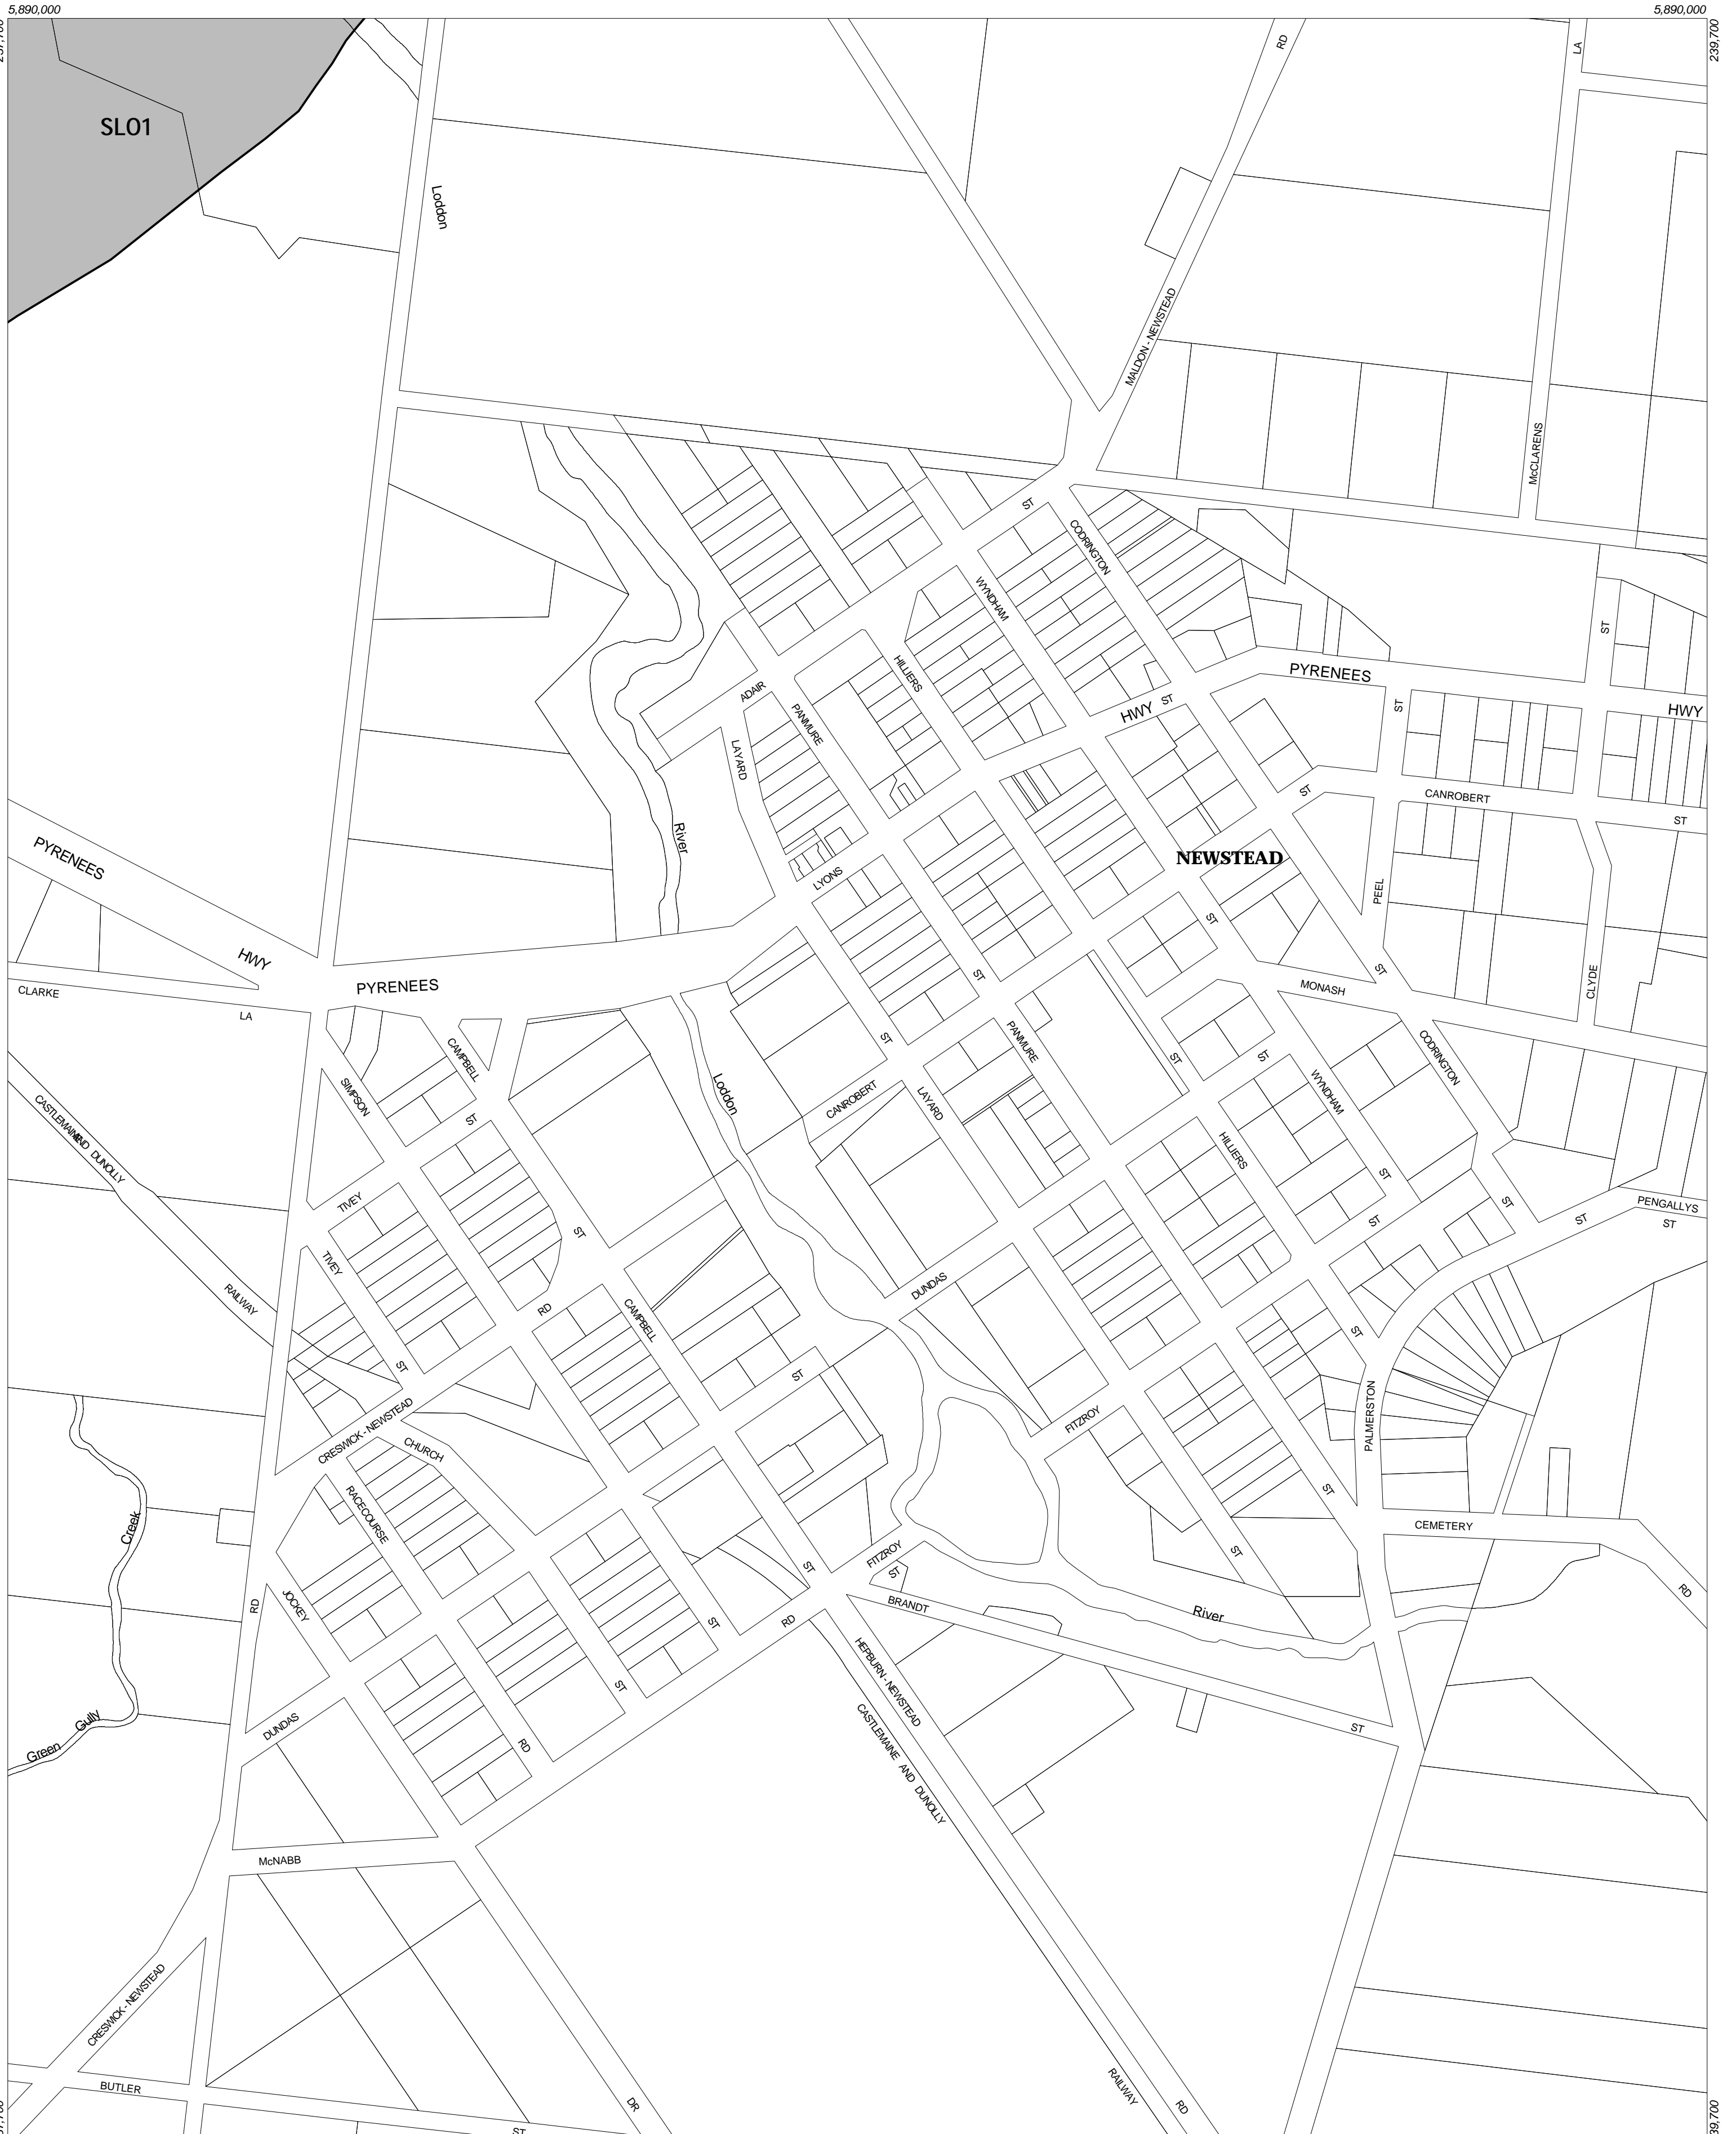 5,890,000
5,890,000
239,700
SLO1
RD
LA
Loddon
MALDON - NEWSTEAD
McCLARENS
ST
CODRINGTON
WYNDHAM
ST
HILLIERS
PYRENEES
ADAIR
PANMURE
HWY ST
ST
HWY
LAYARD
ST
CANROBERT
ST
River
PYRENEES
NEWSTEAD
LYONS
PEEL
ST
HWY
ST
ST
PYRENEES
CLARKE
LA
MONASH
CLYDE
CAMPBELL
ST
PANMURE
ST
ST
CODRINGTON
SIMPSON
Loddon
CANROBERT
LAYARD
WYNDHAM
CASTLEMAINE AND DUNOLLY
ST
HILLIERS
ST
TIVEY
ST
PENGALLYS
ST
ST
ST
ST
TIVEY
RAILWAY
DUNDAS
RD
CAMPBELL
ST
ST
ST
CRESWICK - NEWSTEAD
FITZROY
PALMERSTON
CHURCH
RACECOURSE
ST
Creek
CEMETERY
FITZROY
ST
ST
ST
RD
JOCKEY
RD
BRANDT
River
ST
RD
HEPBURN - NEWSTEAD
ST
Gully
DUNDAS
CASTLEMAINE AND DUNOLLY
ST
Green
RD
McNABB
CRESWICK - NEWSTEAD
BUTLER
DR
RAILWAY
RD
ST